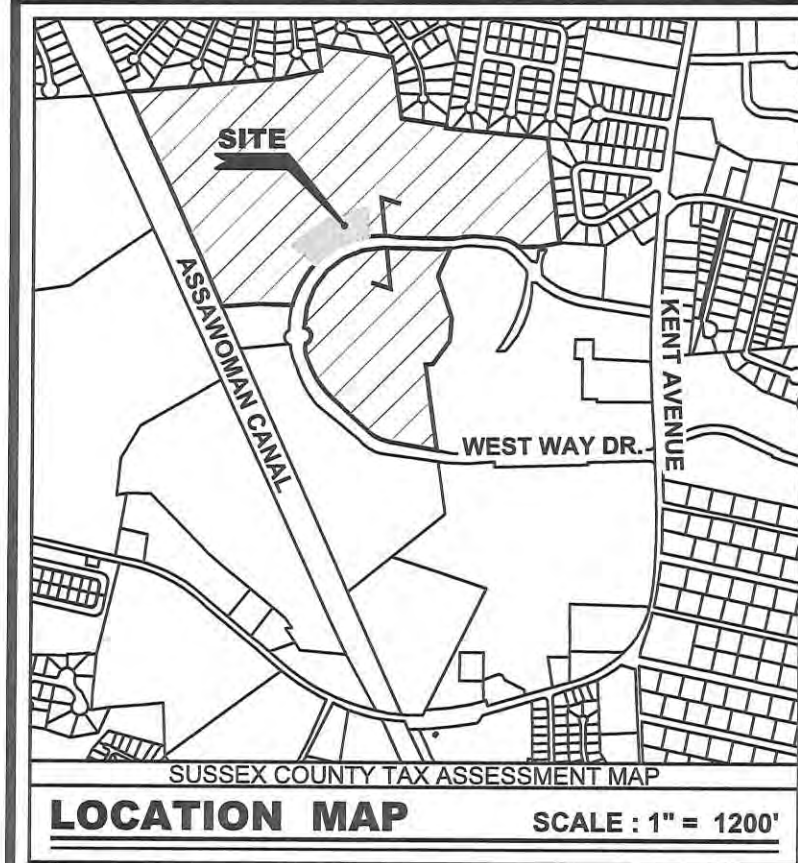 SITE
ASSAWOMAN CANAL
KENT AVENUE
WEST WAY DR.
SUSSEX COUNTY TAX ASSESSMENT MAP
LOCATION MAP SCALE : 1" = 1200'